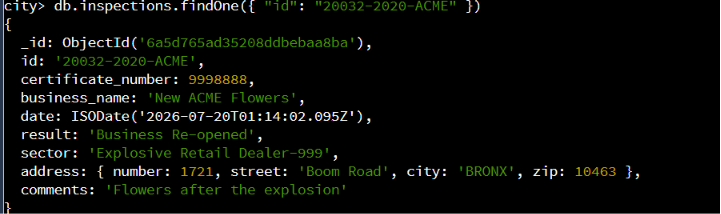 city> db.inspections.findOne({ "id": "20032-2020-ACME" })
{
  _id: ObjectId('6a5d765ad35208ddbebaa8ba'),
  id: '20032-2020-ACME',
  certificate_number: 9998888,
  business_name: 'New ACME Flowers',
  date: ISODate('2026-07-20T01:14:02.095Z'),
  result: 'Business Re-opened',
  sector: 'Explosive Retail Dealer-999',
  address: { number: 1721, street: 'Boom Road', city: 'BRONX', zip: 10463 },
  comments: 'Flowers after the explosion'
}